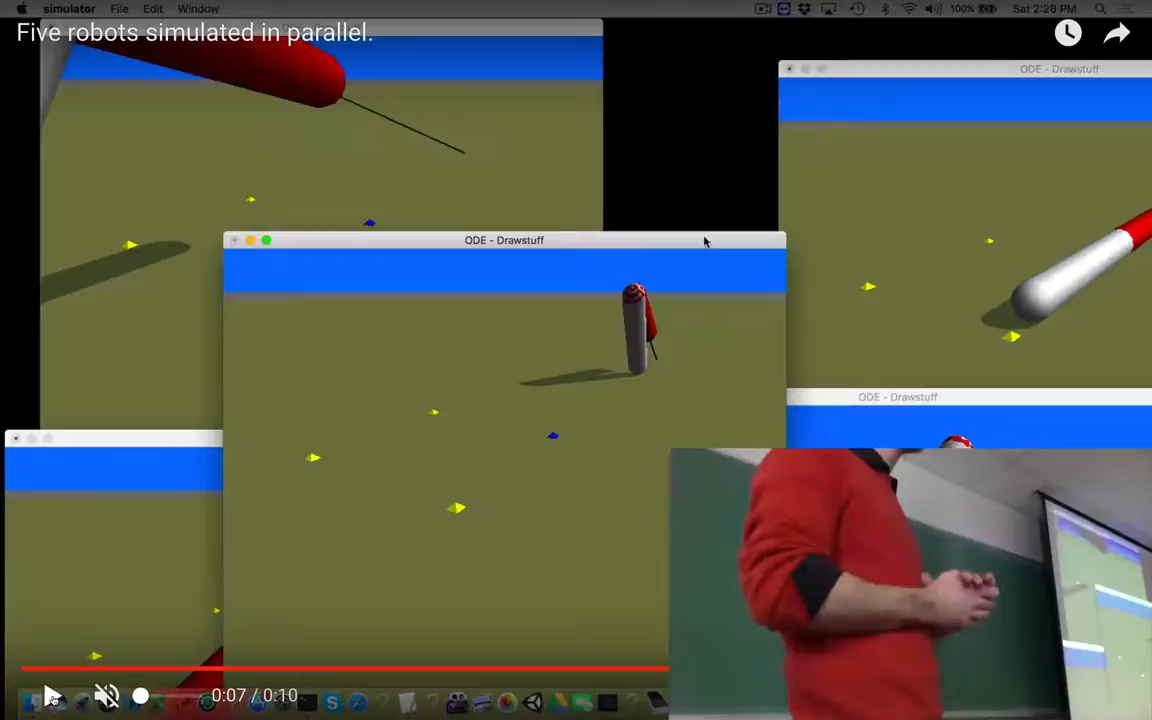 simulator File Edit Window 100% Sat 2:28 PM
Five robots simulated in parallel.
ODE - Drawstuff
ODE - Drawstuff
ODE - Drawstuff
0:07 / 0:10